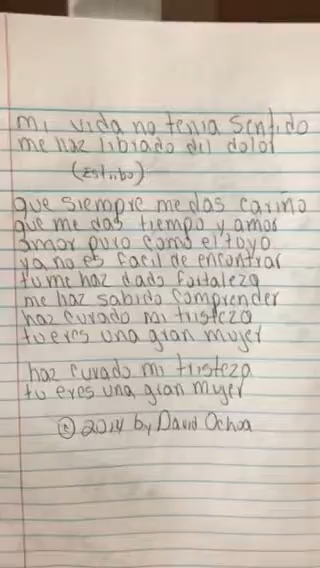 mi vida no tenia sentido
me haz librado del dolor
(Estribo)
que siempre me das cariño
que me das tiempo y amor
amor puro como el tuyo
ya no es facil de encontrar
tu me haz dado fortaleza
me haz sabido comprender
haz curado mi tristeza
tu eres una gran mujer
haz curado mi tristeza
tu eres una gran mujer
© 2014 by David Ochoa